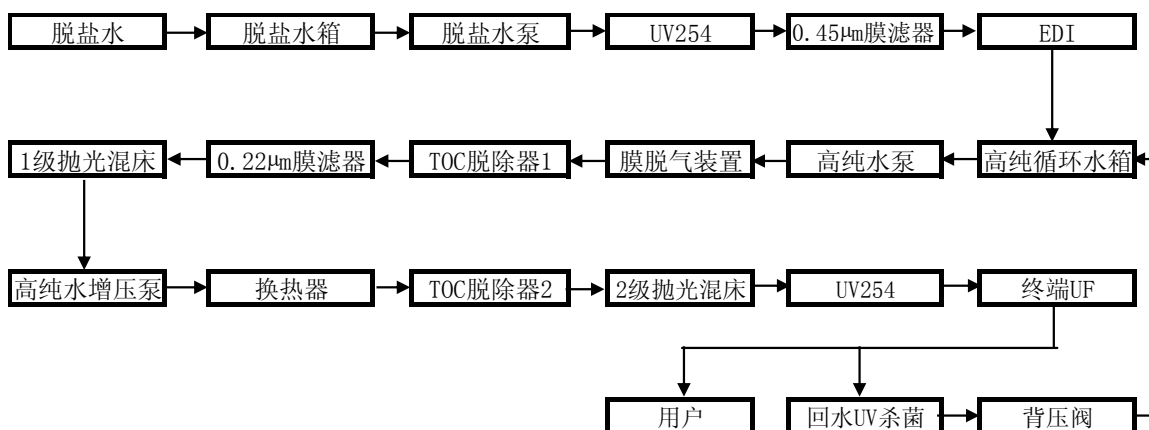 脱盐水 脱盐水箱 脱盐水泵 UV254 0.45μm膜滤器 EDI
1级抛光混床 0.22μm膜滤器 TOC脱除器1 膜脱气装置 高纯水泵 高纯循环水箱
高纯水增压泵 换热器 TOC脱除器2 2级抛光混床 UV254 终端UF
用户 回水UV杀菌 背压阀